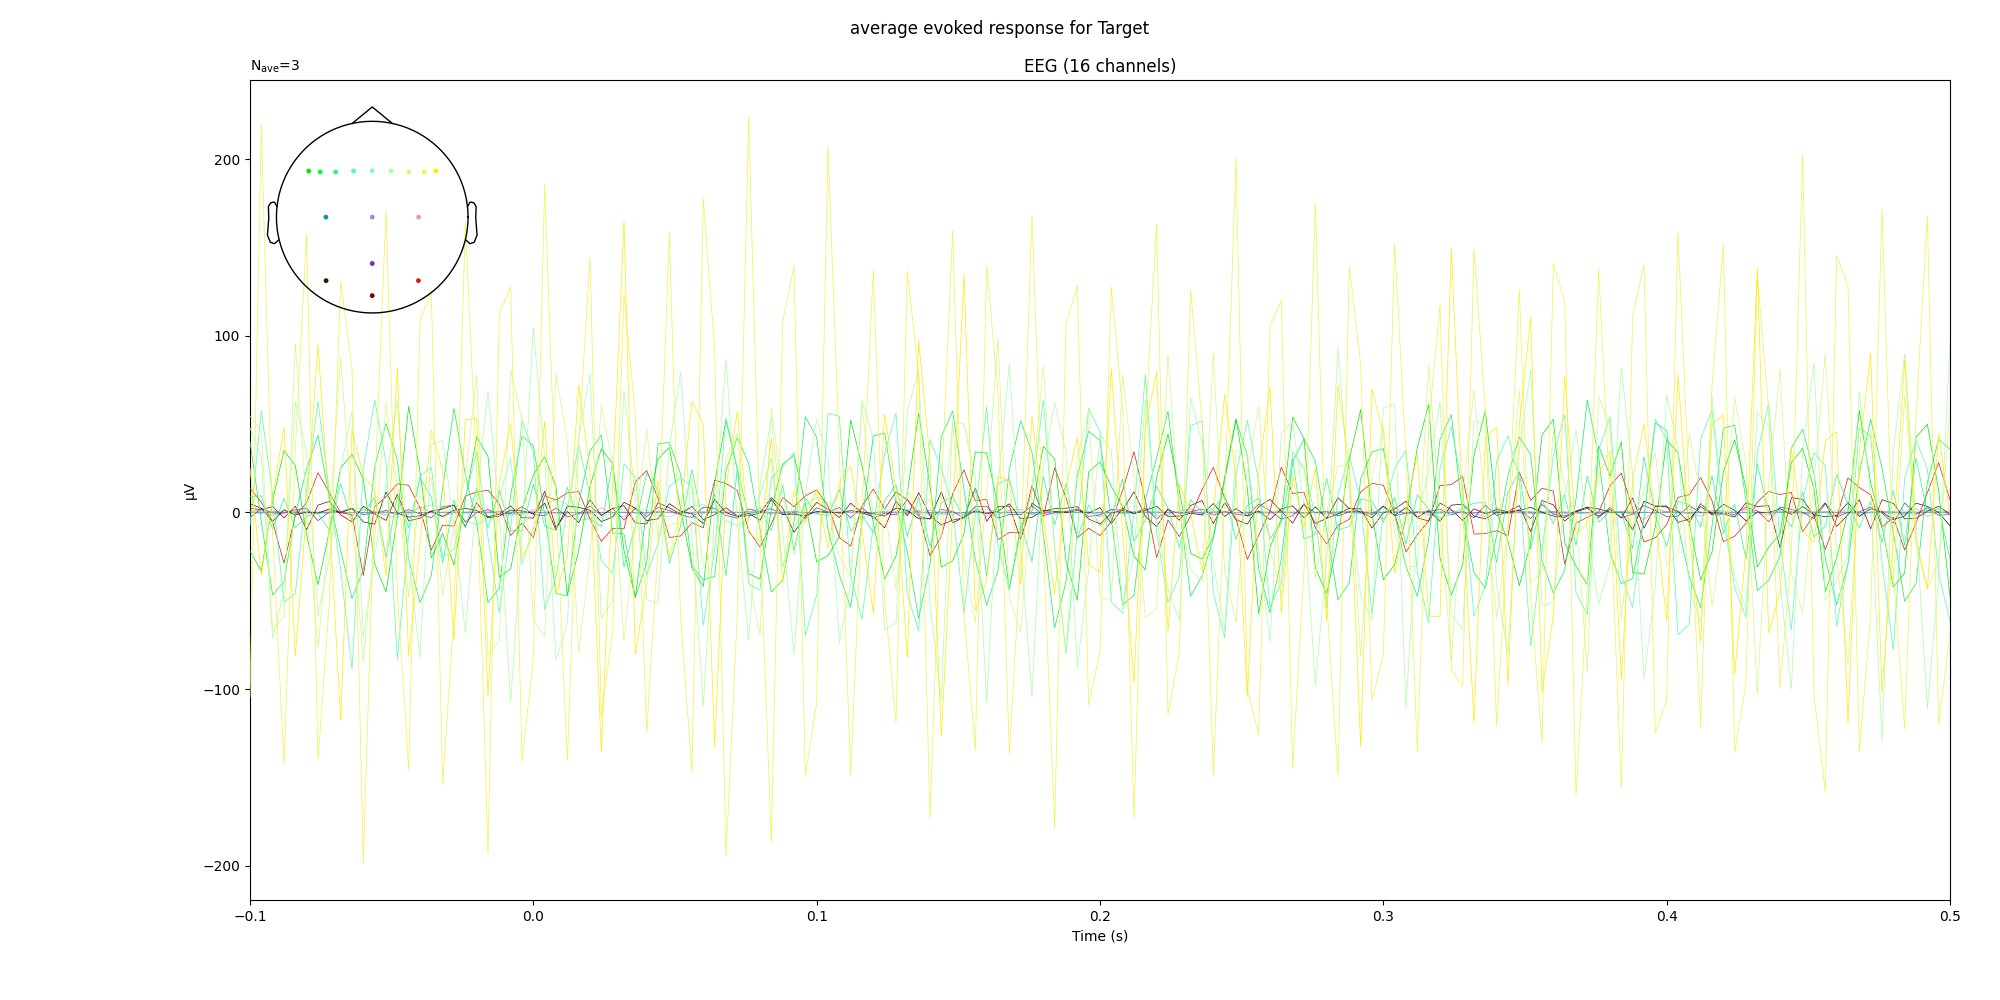 average evoked response for Target
Nave=3
EEG (16 channels)
µV
200
100
0
−100
−200
−0.1 0.0 0.1 0.2 0.3 0.4 0.5
Time (s)